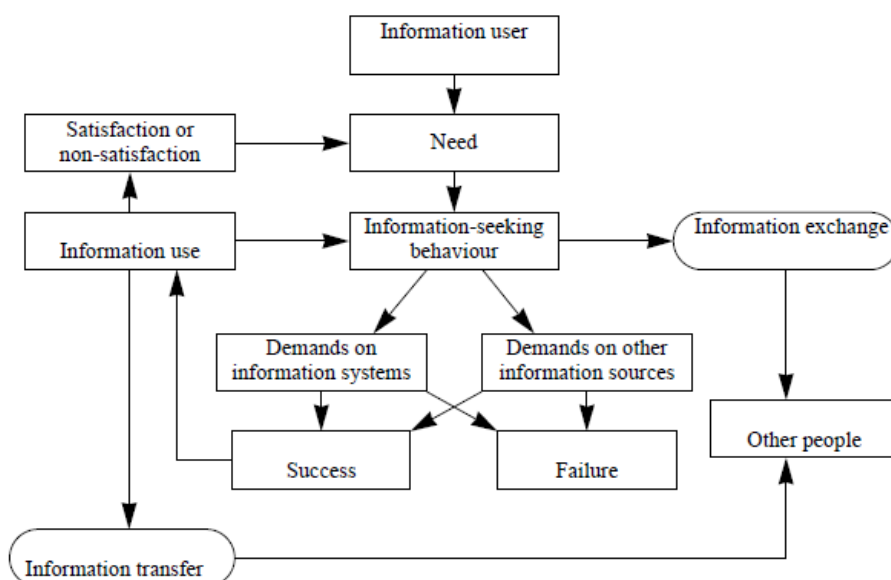 Information user
Satisfaction or
non-satisfaction
Need
Information use
Information-seeking
behaviour
Information exchange
Demands on
information systems
Demands on other
information sources
Success
Failure
Other people
Information transfer